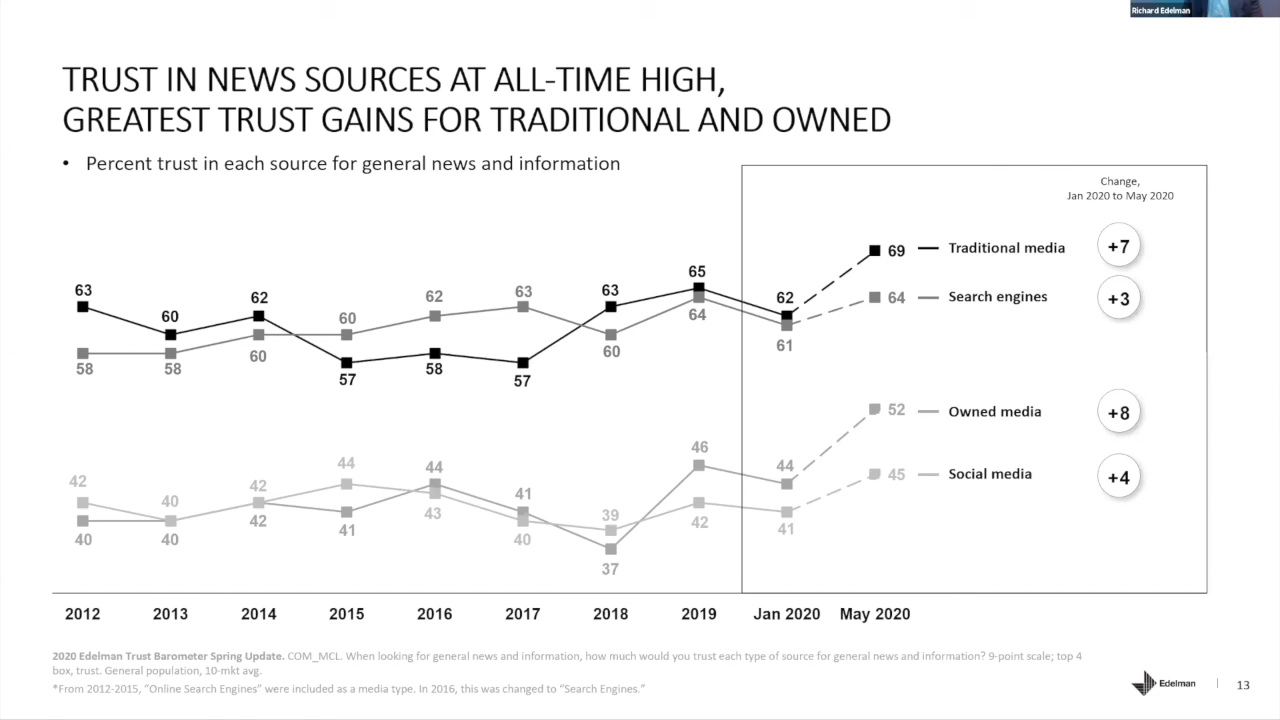 Richard Edelman
TRUST IN NEWS SOURCES AT ALL-TIME HIGH,
GREATEST TRUST GAINS FOR TRADITIONAL AND OWNED
• Percent trust in each source for general news and information
Change,
Jan 2020 to May 2020
69 Traditional media +7
64 Search engines +3
52 Owned media +8
45 Social media +4
63 60 62 57 58 57 63 65 62
58 58 60 60 62 63 60 64 61
40 40 42 41 44 41 37 46 44
42 40 42 44 43 40 39 42 41
2012 2013 2014 2015 2016 2017 2018 2019 Jan 2020 May 2020
2020 Edelman Trust Barometer Spring Update. COM_MCL. When looking for general news and information, how much would you trust each type of source for general news and information? 9-point scale; top 4
box, trust. General population, 10-mkt avg.
*From 2012-2015, “Online Search Engines” were included as a media type. In 2016, this was changed to “Search Engines.”
Edelman | 13